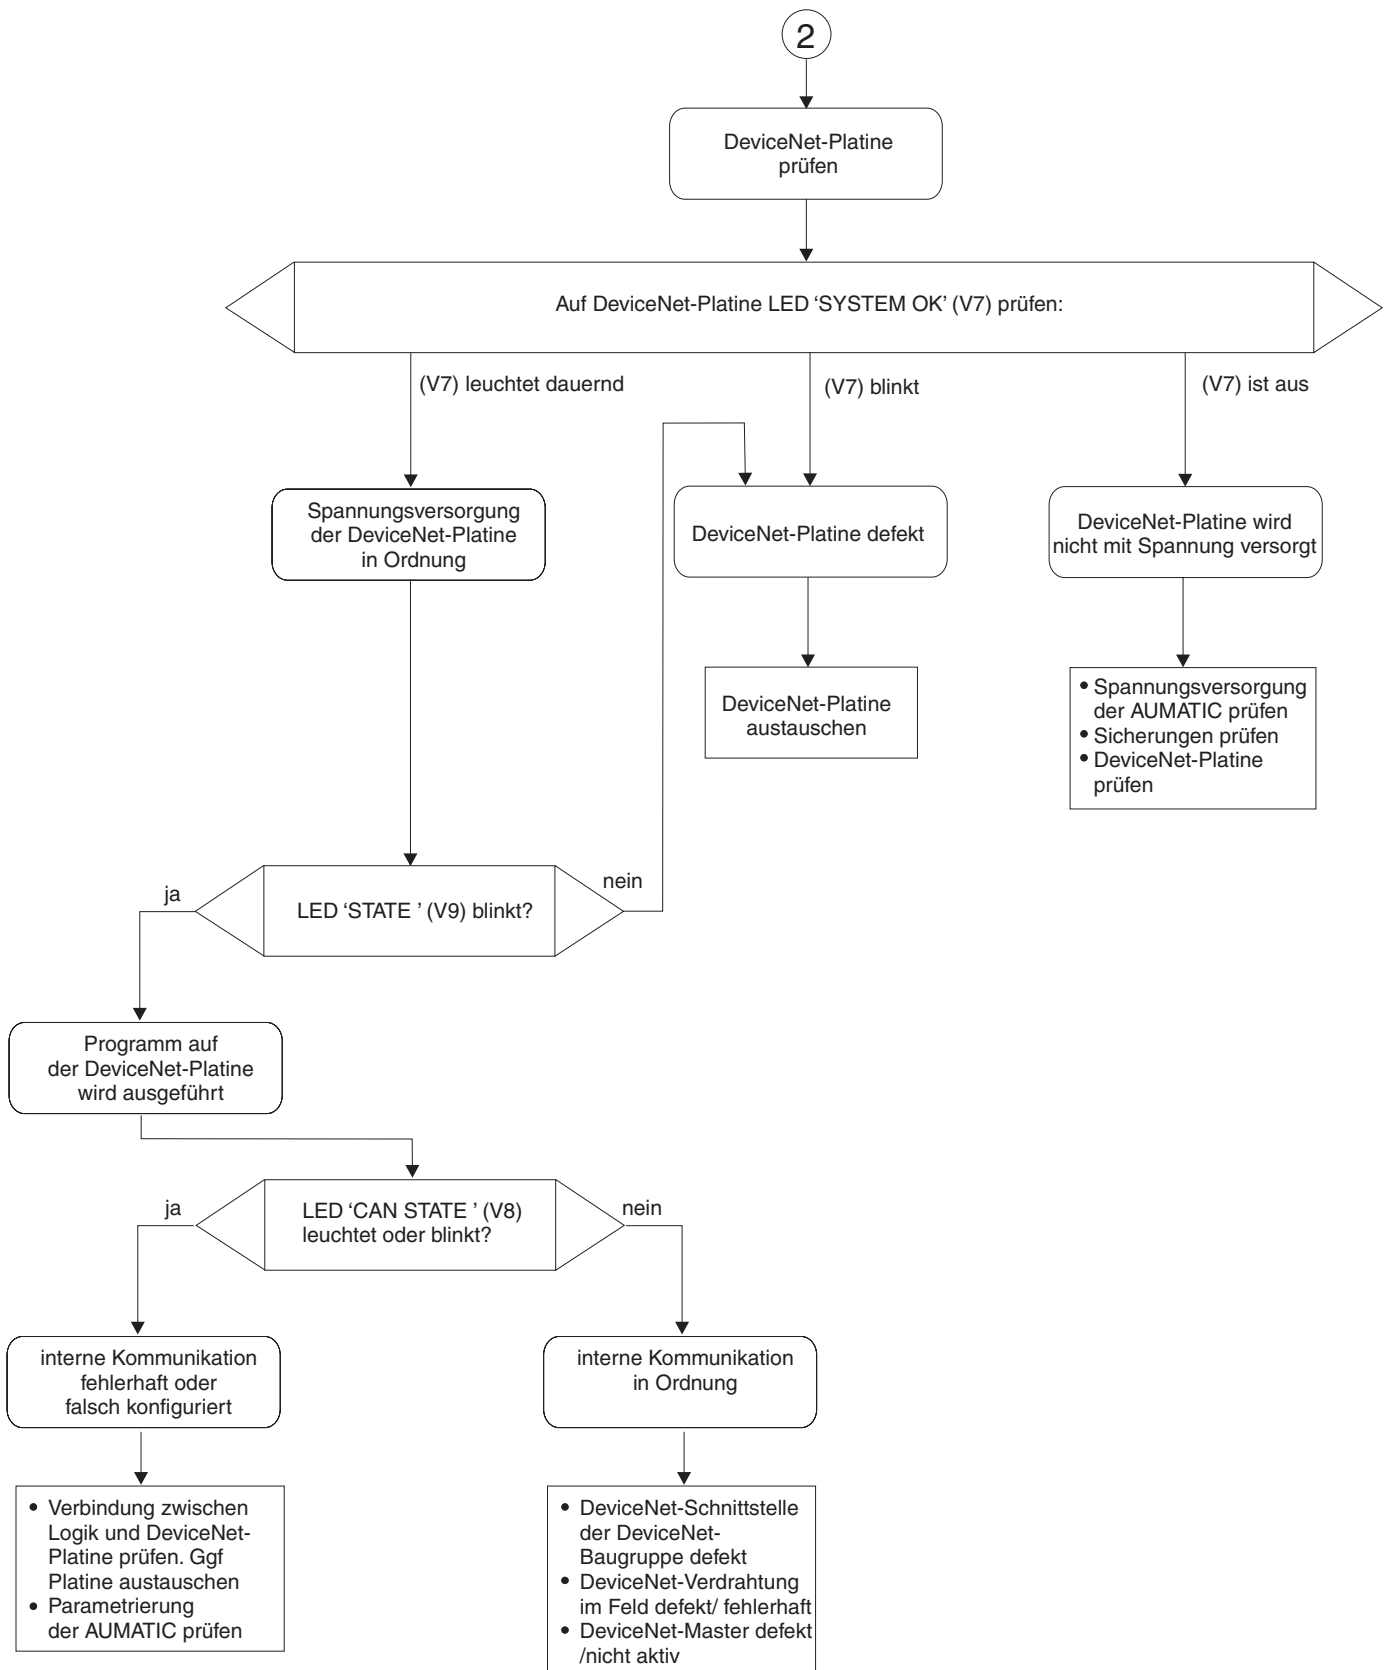 2
DeviceNet-Platine
prüfen
Auf DeviceNet-Platine LED ‘SYSTEM OK’ (V7) prüfen:
(V7) leuchtet dauernd
(V7) blinkt
(V7) ist aus
Spannungsversorgung
der DeviceNet-Platine
in Ordnung
DeviceNet-Platine defekt
DeviceNet-Platine wird
nicht mit Spannung versorgt
DeviceNet-Platine
austauschen
• Spannungsversorgung
der AUMATIC prüfen
• Sicherungen prüfen
• DeviceNet-Platine
prüfen
ja
LED ‘STATE ’ (V9) blinkt?
nein
Programm auf
der DeviceNet-Platine
wird ausgeführt
ja
LED ‘CAN STATE ’ (V8)
leuchtet oder blinkt?
nein
interne Kommunikation
fehlerhaft oder
falsch konfiguriert
interne Kommunikation
in Ordnung
• Verbindung zwischen
Logik und DeviceNet-
Platine prüfen. Ggf
Platine austauschen
• Parametrierung
der AUMATIC prüfen
• DeviceNet-Schnittstelle
der DeviceNet-
Baugruppe defekt
• DeviceNet-Verdrahtung
im Feld defekt/ fehlerhaft
• DeviceNet-Master defekt
/nicht aktiv